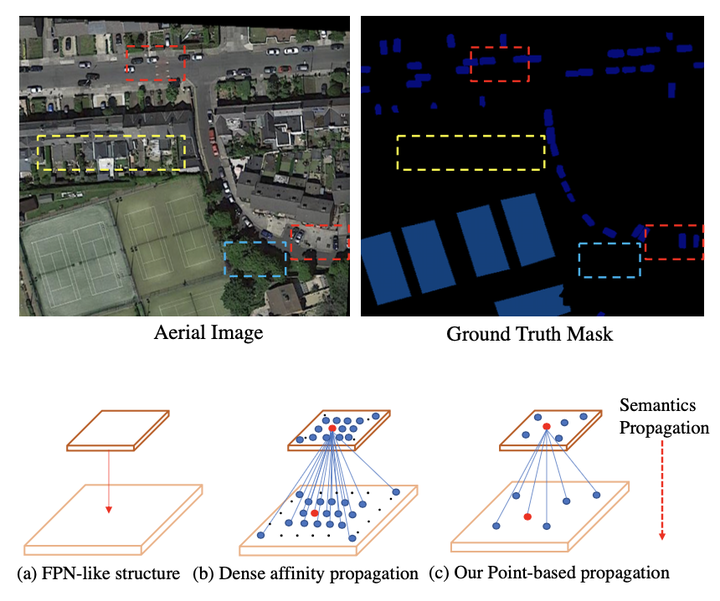 Aerial Image
Ground Truth Mask
Semantics
Propagation
(a) FPN-like structure
(b) Dense affinity propagation
(c) Our Point-based propagation